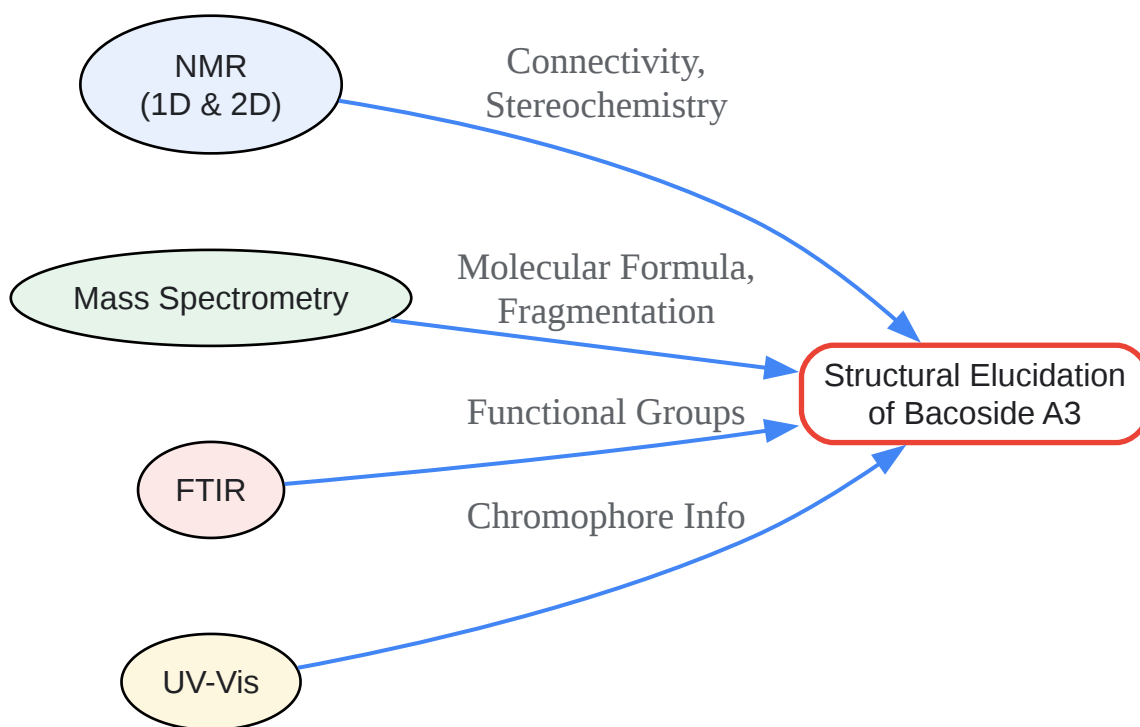 NMR
(1D & 2D)
Connectivity,
Stereochemistry
Mass Spectrometry
Molecular Formula,
Fragmentation
Structural Elucidation
of Bacoside A3
FTIR
Functional Groups
UV-Vis
Chromophore Info